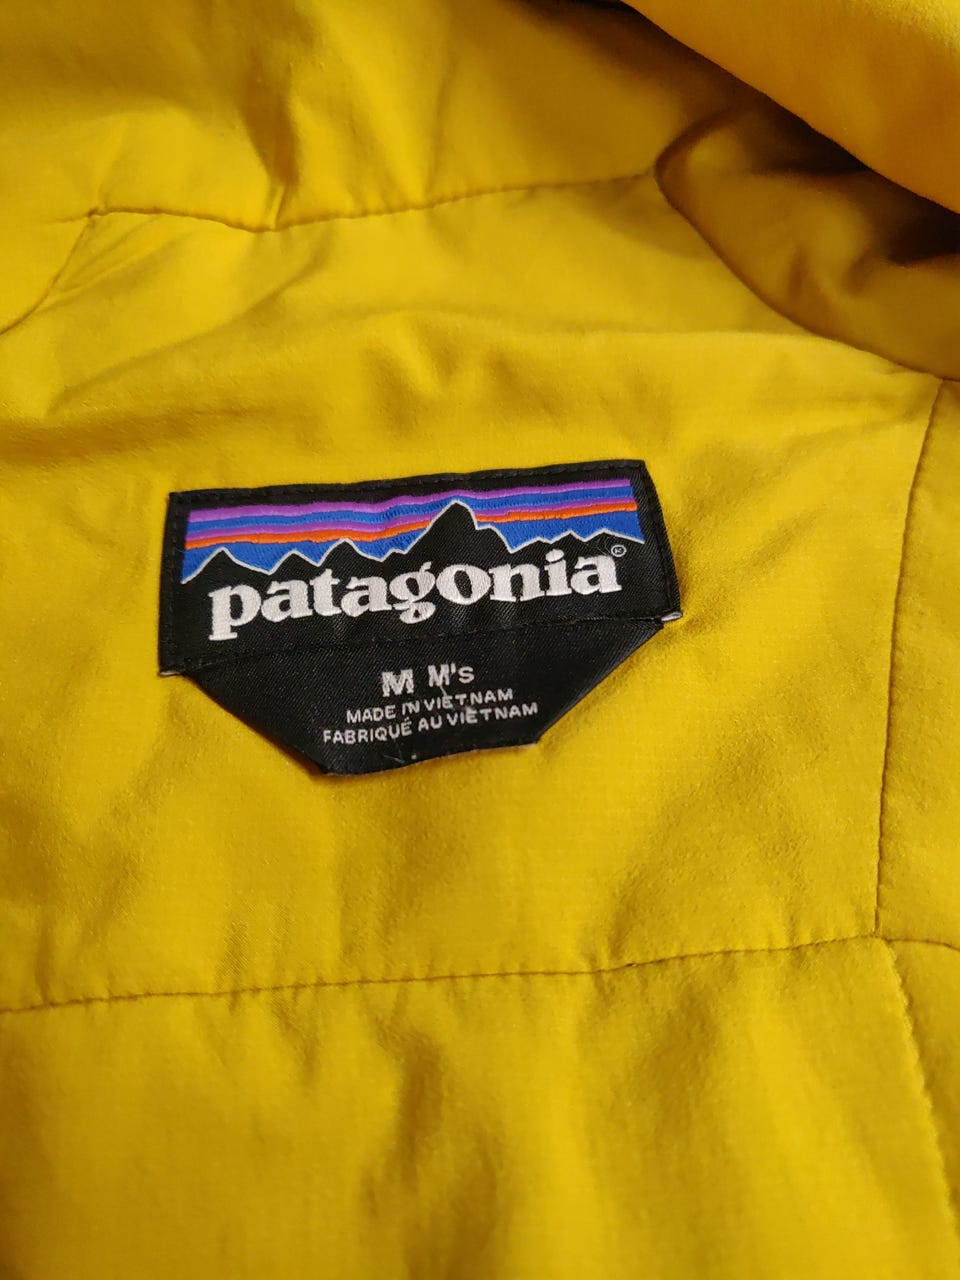 patagonia®
M M's
MADE IN VIETNAM
FABRIQUÉ AU VIETNAM